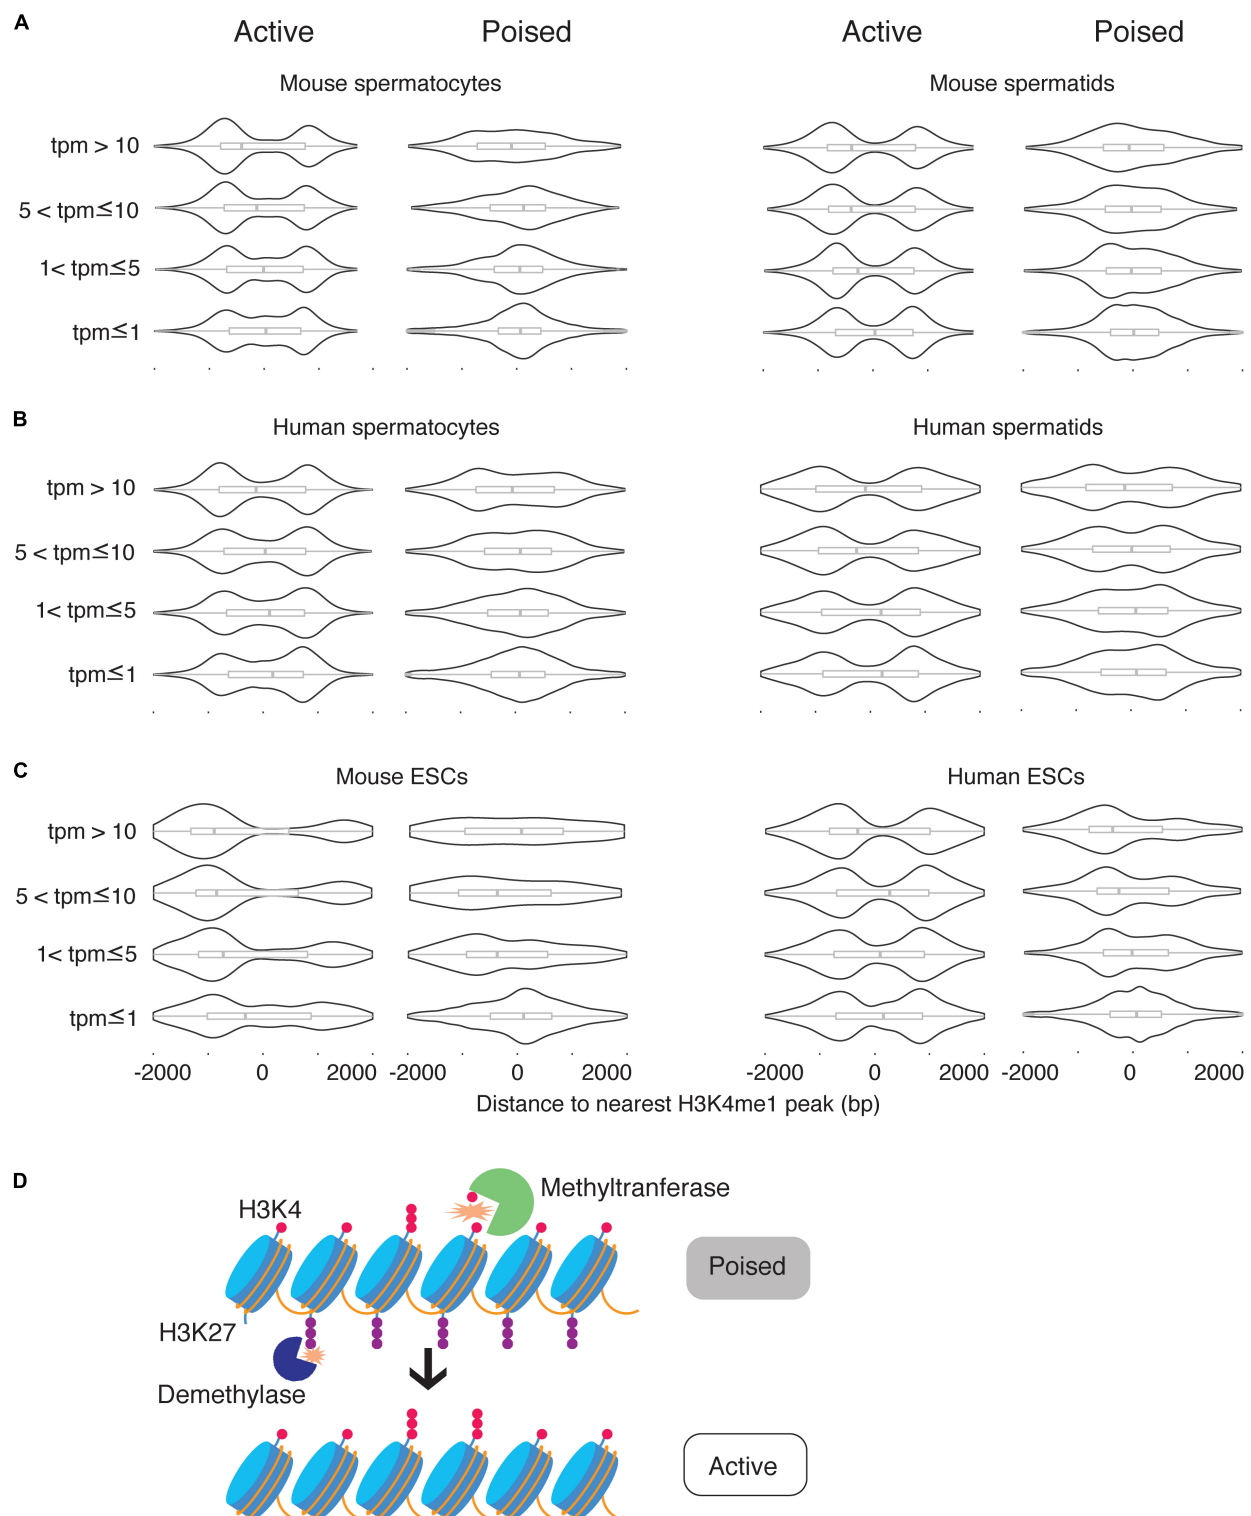 A
Active Poised Active Poised
Mouse spermatocytes Mouse spermatids
tpm > 10
5 < tpm≤10
1< tpm≤5
tpm≤1
B
Human spermatocytes Human spermatids
tpm > 10
5 < tpm≤10
1< tpm≤5
tpm≤1
C
Mouse ESCs Human ESCs
tpm > 10
5 < tpm≤10
1< tpm≤5
tpm≤1
-2000 0 2000 -2000 0 2000 -2000 0 2000 -2000 0 2000
Distance to nearest H3K4me1 peak (bp)
D
Methyltranferase
H3K4
Poised
H3K27
Demethylase
Active